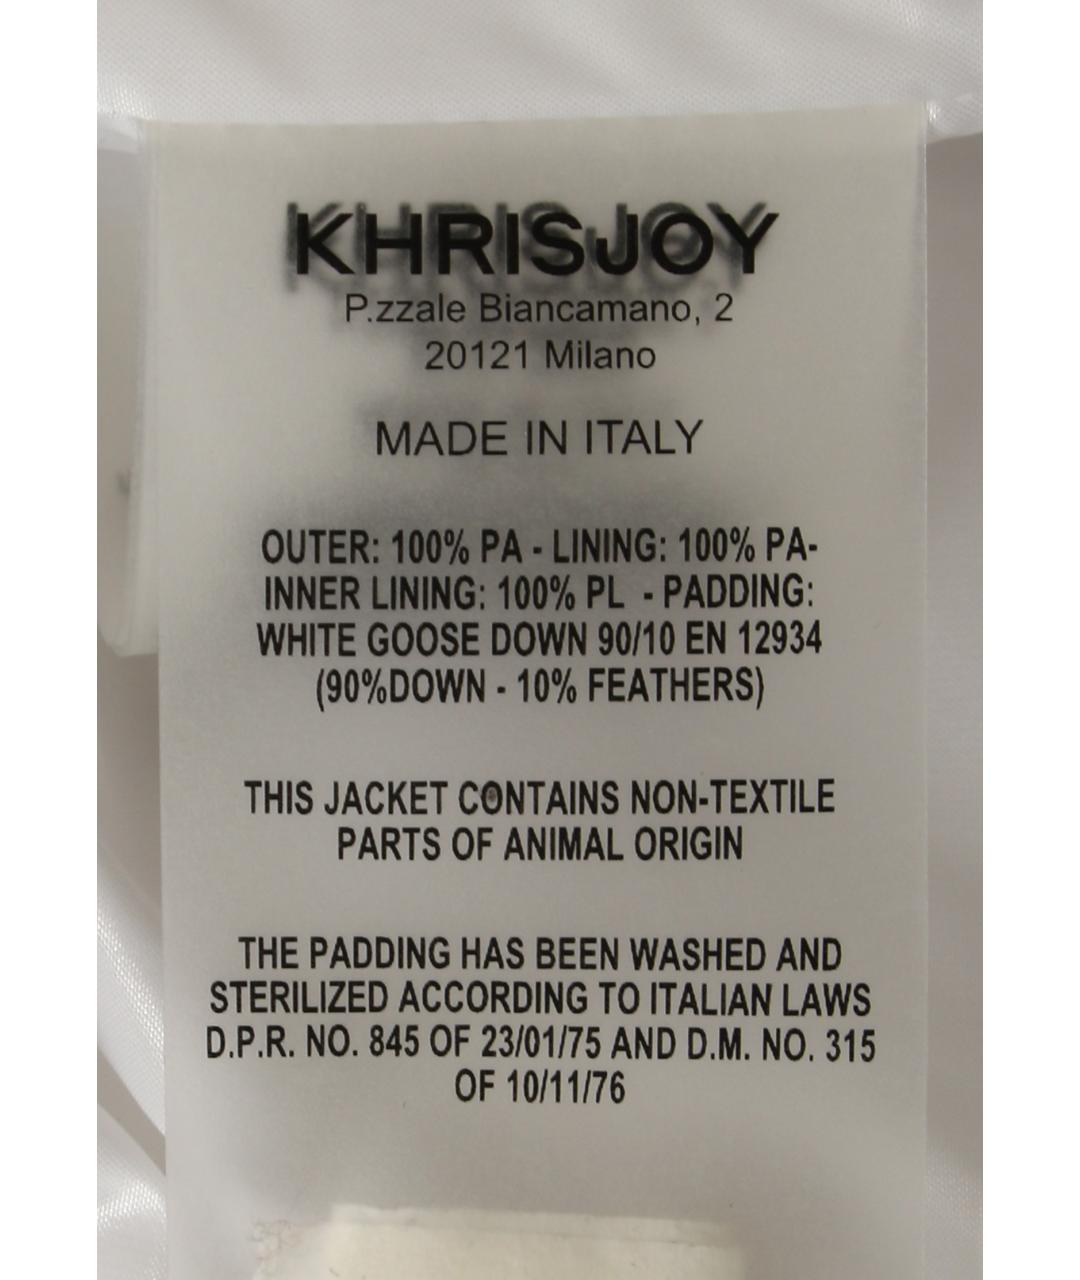 KHRISJOY
P.zzale Biancamano, 2
20121 Milano
MADE IN ITALY
OUTER: 100% PA - LINING: 100% PA-
INNER LINING: 100% PL - PADDING:
WHITE GOOSE DOWN 90/10 EN 12934
(90%DOWN - 10% FEATHERS)
THIS JACKET CONTAINS NON-TEXTILE
PARTS OF ANIMAL ORIGIN
THE PADDING HAS BEEN WASHED AND
STERILIZED ACCORDING TO ITALIAN LAWS
D.P.R. NO. 845 OF 23/01/75 AND D.M. NO. 315
OF 10/11/76